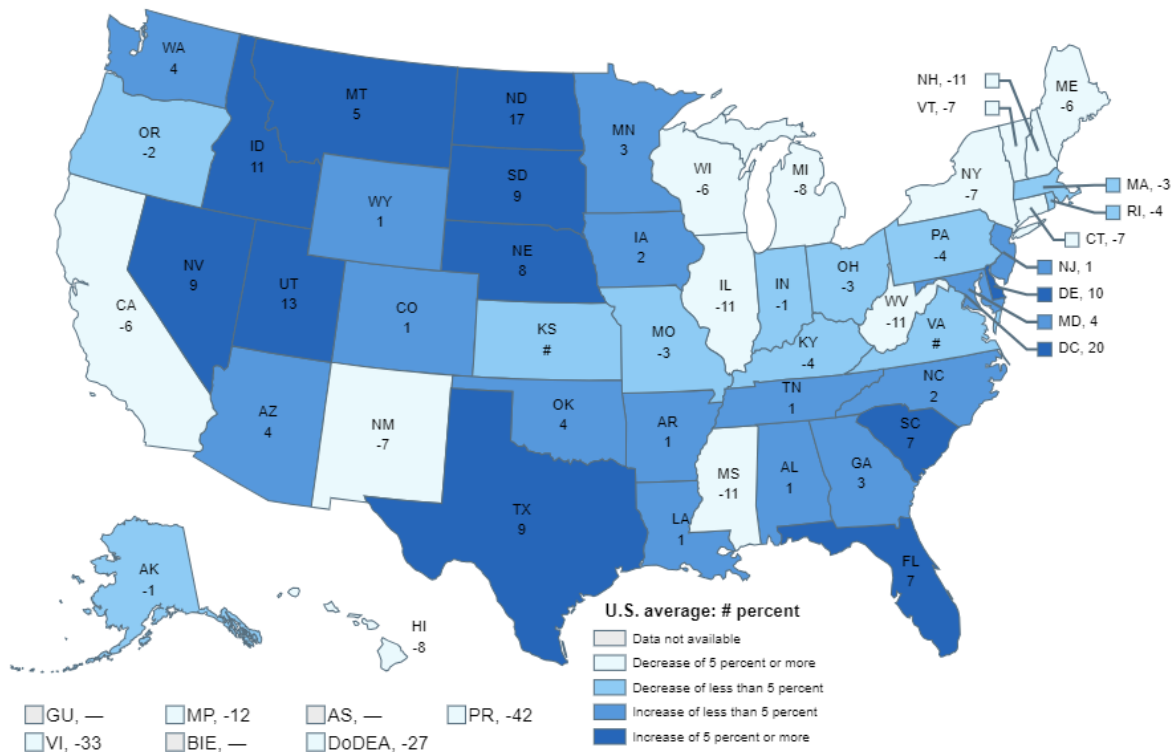 WA
4
MT
5
ND
17
MN
3
NH, -11
VT, -7
ME
-6
OR
-2
ID
11
SD
9
WI
-6
MI
-8
NY
-7
MA, -3
RI, -4
WY
1
IA
2
PA
-4
CT, -7
NV
9
NE
8
IL
-11
IN
-1
OH
-3
NJ, 1
DE, 10
UT
13
CO
1
CA
-6
KS
#
MO
-3
WV
-11
VA
#
MD, 4
DC, 20
KY
-4
AZ
4
NM
-7
OK
4
AR
1
TN
1
NC
2
SC
7
MS
-11
AL
1
GA
3
TX
9
LA
1
FL
7
AK
-1
HI
-8
U.S. average: # percent
Data not available
Decrease of 5 percent or more
Decrease of less than 5 percent
Increase of less than 5 percent
Increase of 5 percent or more
GU, — MP, -12 AS, — PR, -42
VI, -33 BIE, — DoDEA, -27